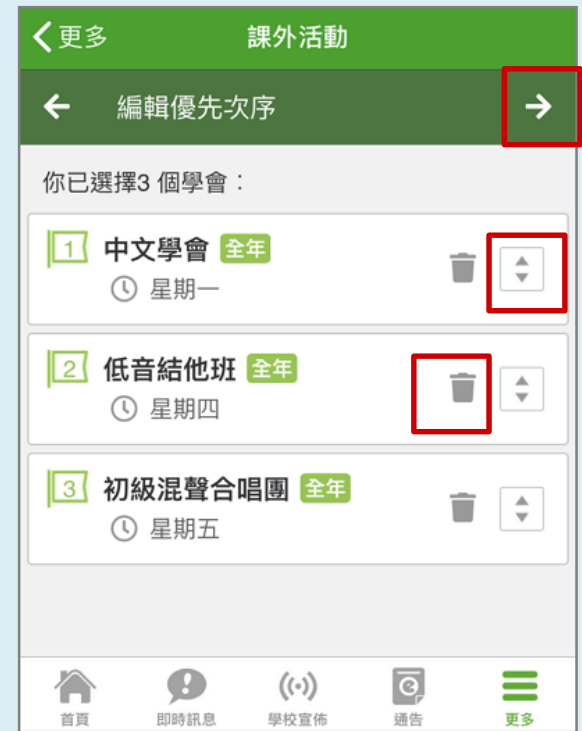 更多 課外活動
編輯優先次序
你已選擇3 個學會：
1 中文學會 全年
星期一
2 低音結他班 全年
星期四
3 初級混聲合唱團 全年
星期五
e
首頁 即時訊息 學校宣佈 通告 更多